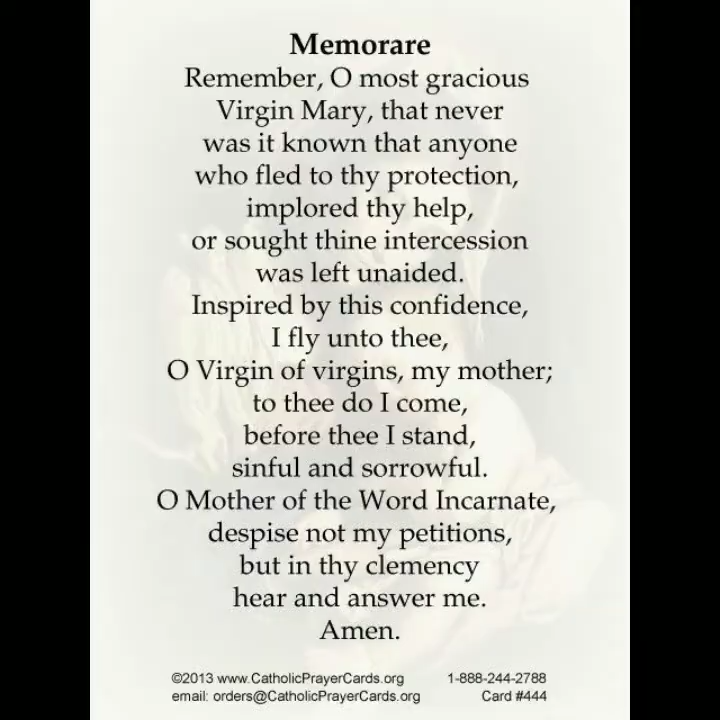 Memorare
Remember, O most gracious
Virgin Mary, that never
was it known that anyone
who fled to thy protection,
implored thy help,
or sought thine intercession
was left unaided.
Inspired by this confidence,
I fly unto thee,
O Virgin of virgins, my mother;
to thee do I come,
before thee I stand,
sinful and sorrowful.
O Mother of the Word Incarnate,
despise not my petitions,
but in thy clemency
hear and answer me.
Amen.
©2013 www.CatholicPrayerCards.org 1-888-244-2788
email: orders@CatholicPrayerCards.org Card #444